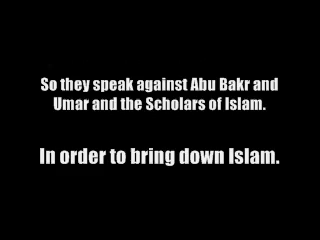 So they speak against Abu Bakr and
Umar and the Scholars of Islam.
In order to bring down Islam.